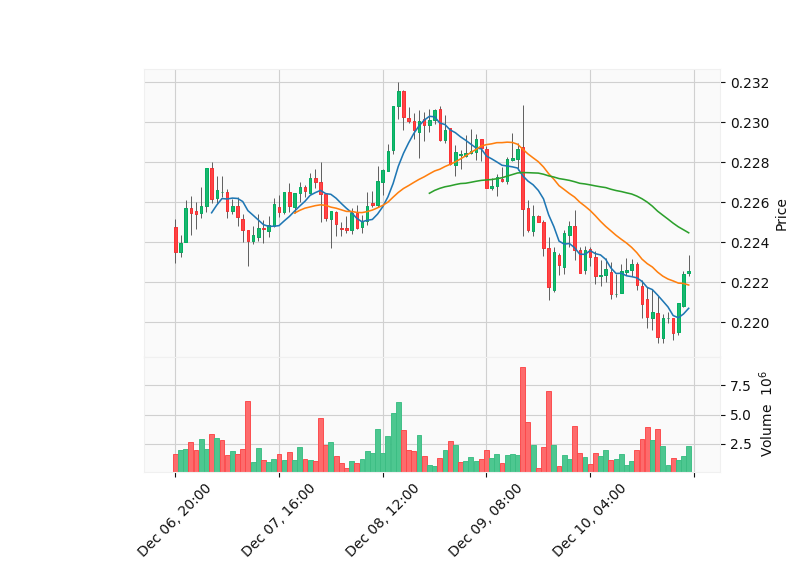 0.232
0.230
0.228
0.226
0.224
0.222
0.220
Price
7.5
5.0
2.5
Volume 10^6
Dec 06, 20:00
Dec 07, 16:00
Dec 08, 12:00
Dec 09, 08:00
Dec 10, 04:00